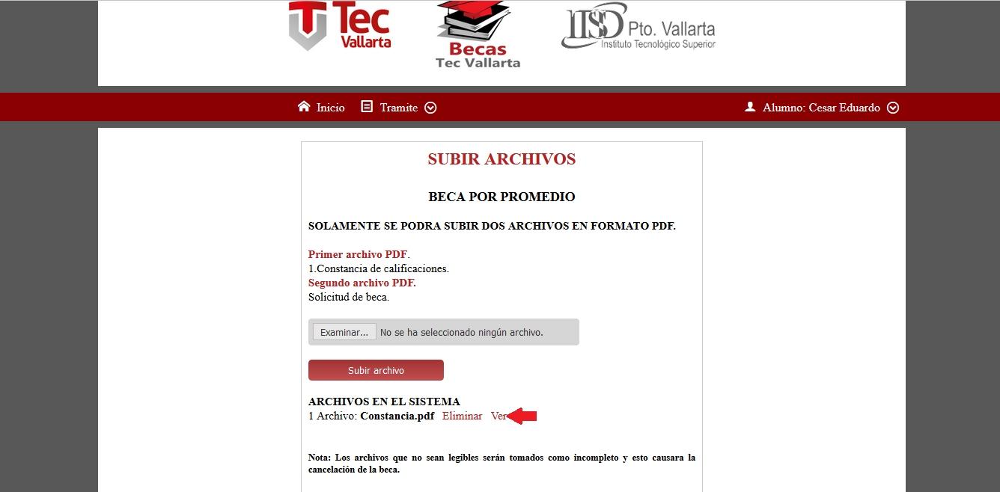 Tec
Vallarta
Becas
Tec Vallarta
ITS Pto. Vallarta
Instituto Tecnológico Superior
Inicio Tramite Alumno: Cesar Eduardo
SUBIR ARCHIVOS
BECA POR PROMEDIO
SOLAMENTE SE PODRA SUBIR DOS ARCHIVOS EN FORMATO PDF.
Primer archivo PDF.
1.Constancia de calificaciones.
Segundo archivo PDF.
Solicitud de beca.
Examinar... No se ha seleccionado ningún archivo.
Subir archivo
ARCHIVOS EN EL SISTEMA
1 Archivo: Constancia.pdf Eliminar Ver
Nota: Los archivos que no sean legibles serán tomados como incompleto y esto causara la
cancelación de la beca.